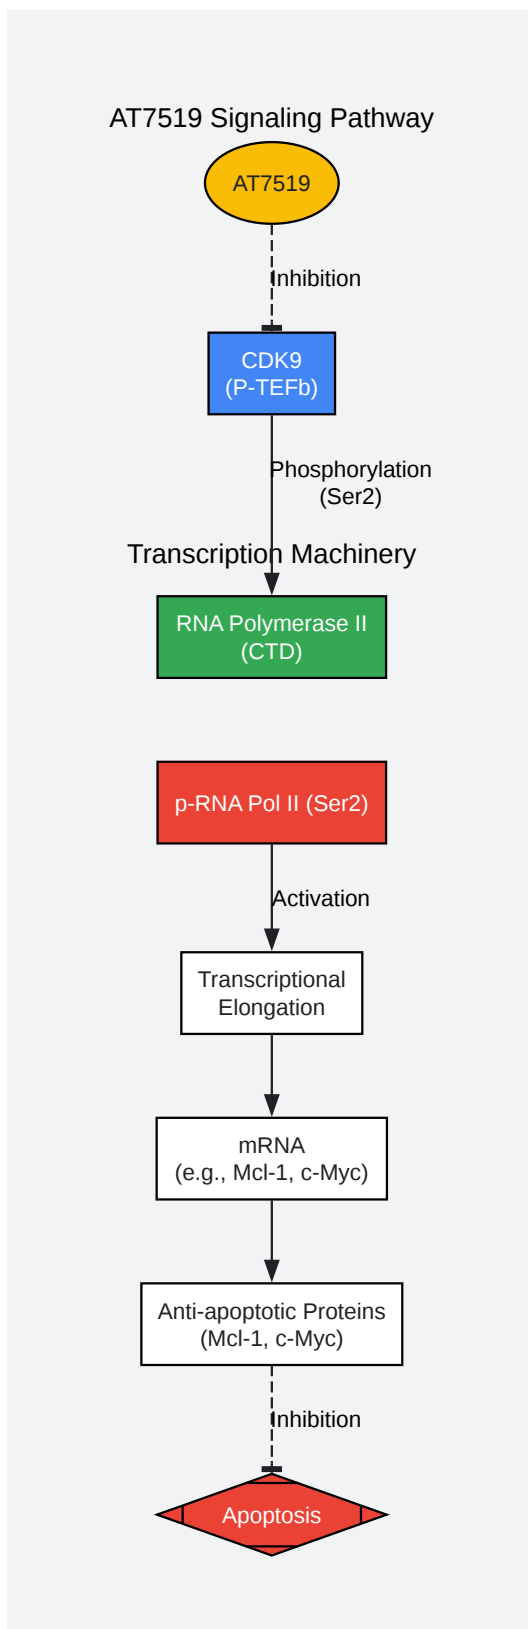 AT7519 Signaling Pathway
AT7519
Inhibition
CDK9
(P-TEFb)
Phosphorylation
(Ser2)
Transcription Machinery
RNA Polymerase II
(CTD)
p-RNA Pol II (Ser2)
Activation
Transcriptional
Elongation
mRNA
(e.g., Mcl-1, c-Myc)
Anti-apoptotic Proteins
(Mcl-1, c-Myc)
Inhibition
Apoptosis